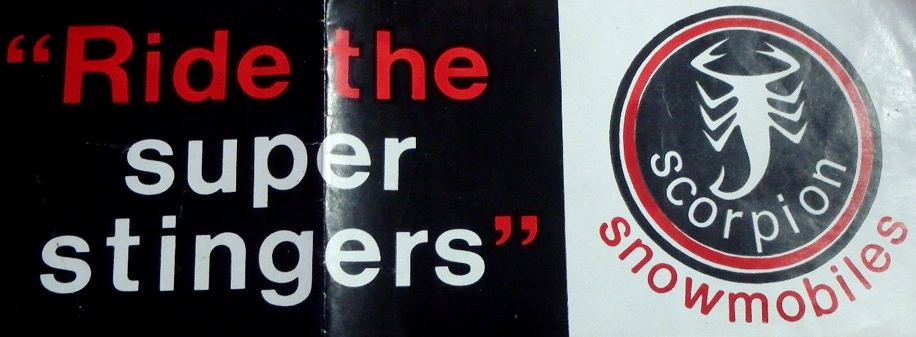 “Ride the
super
stingers”
scorpion
snowmobiles